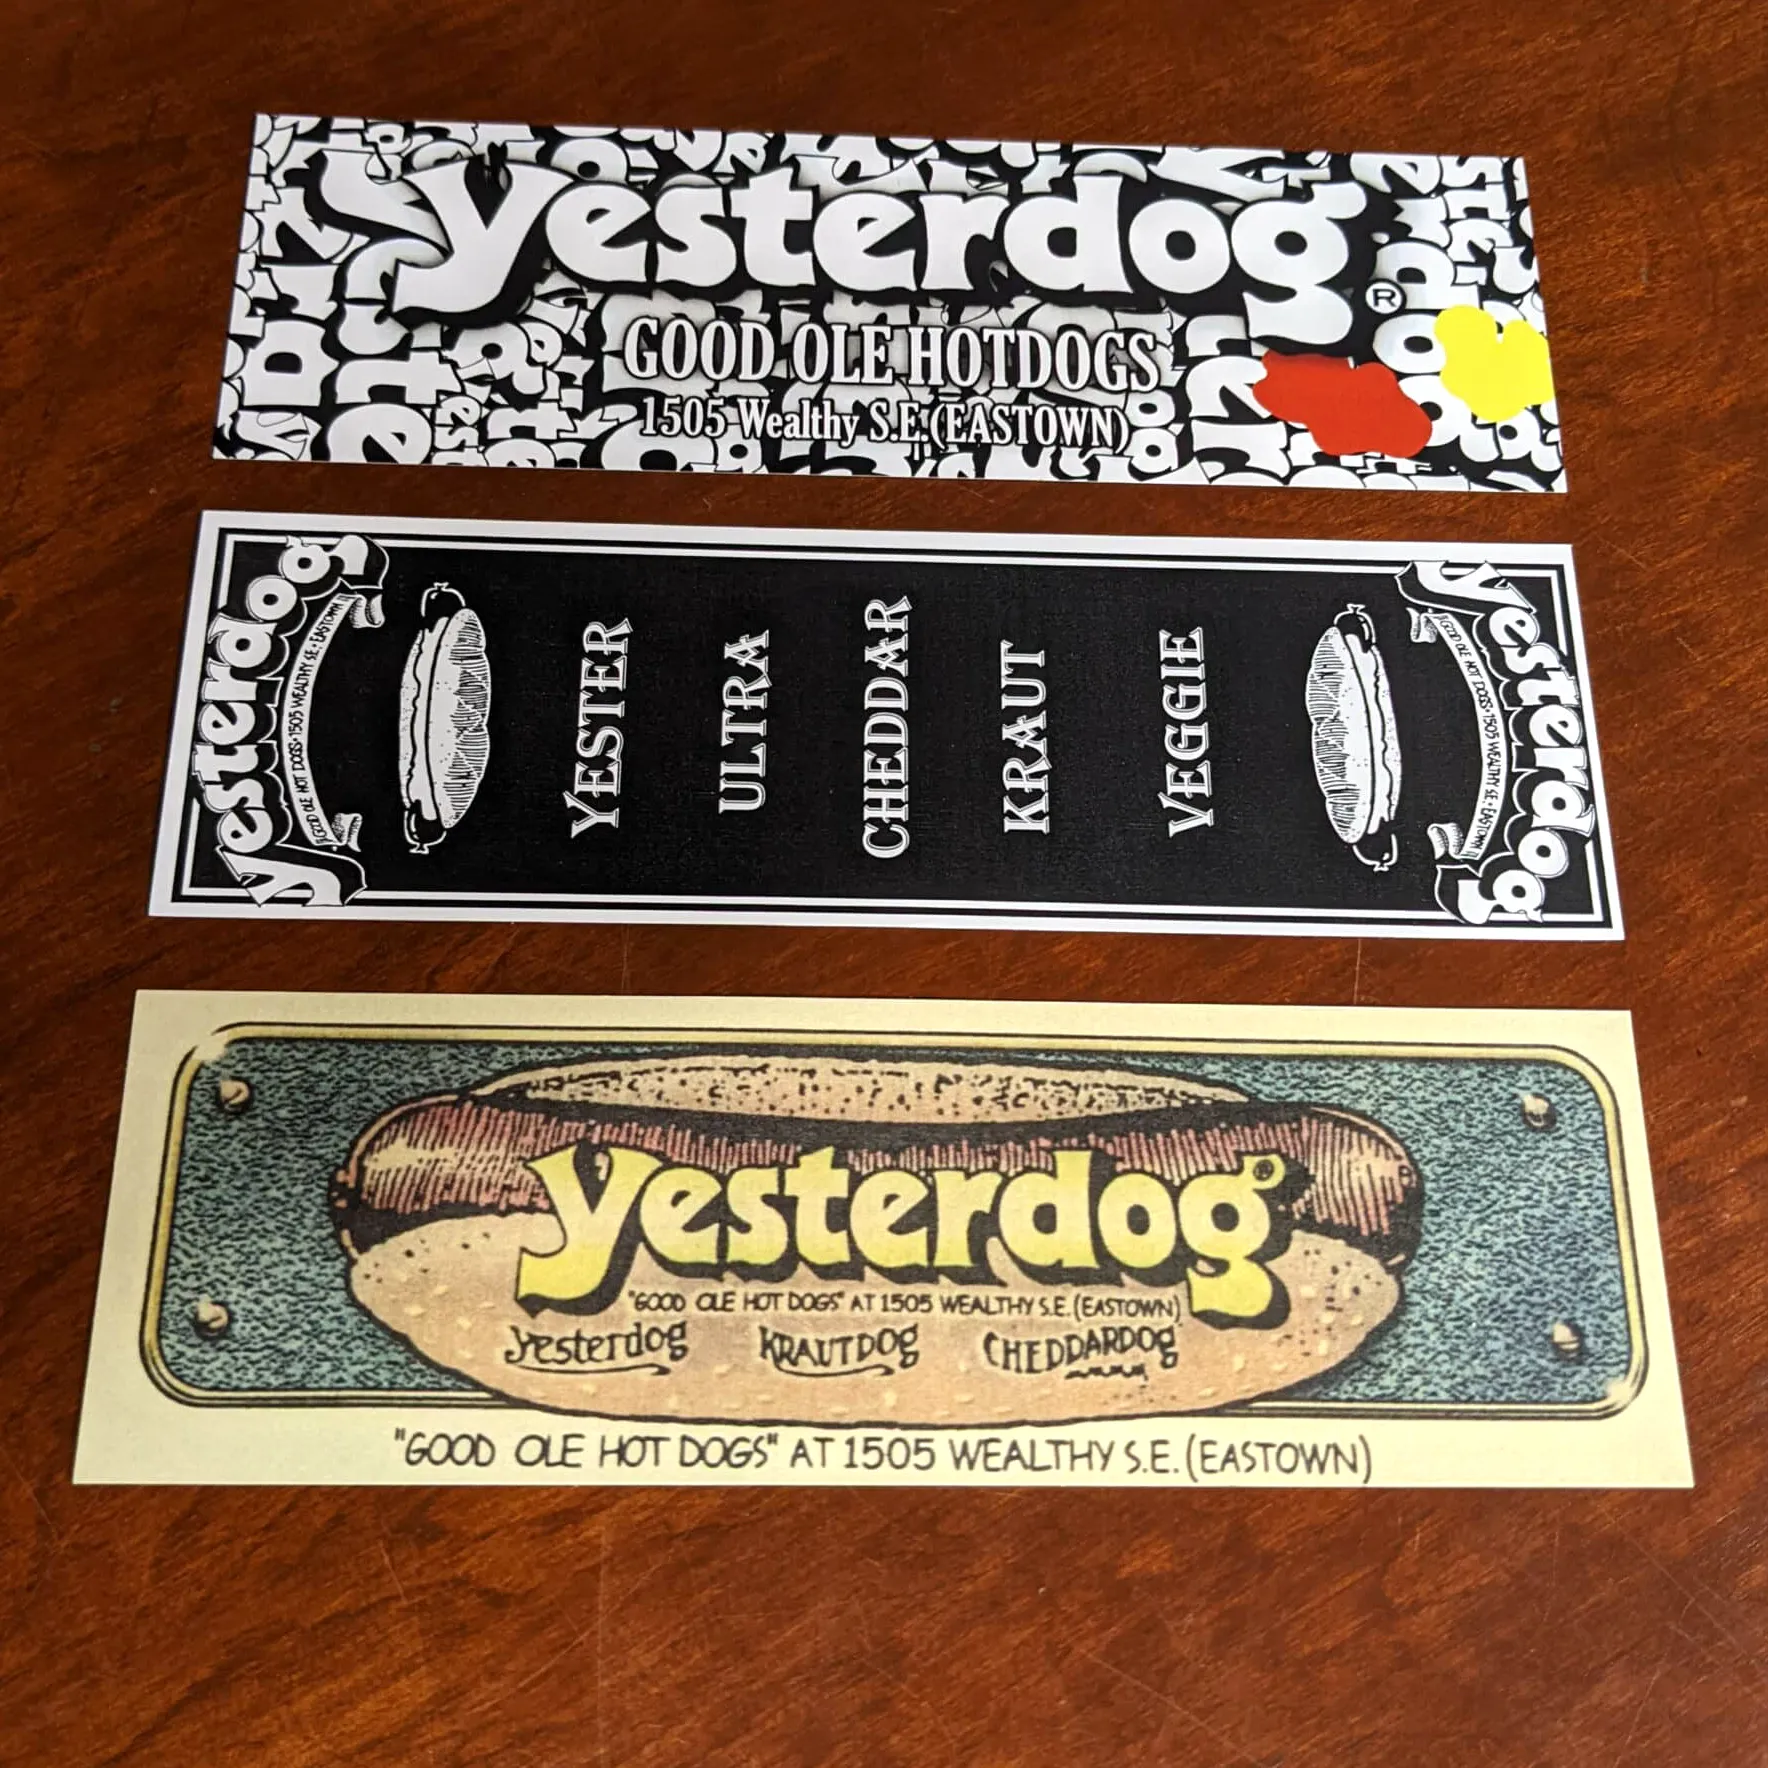 yesterdog
®
GOOD OLE HOTDOGS
1505 Wealthy S.E.(EASTOWN)
yesterdog
GOOD OLE HOT DOGS • 1505 WEALTHY SE • EASTOWN
YESTER
ULTRA
CHEDDAR
KRAUT
VEGGIE
yesterdog
GOOD OLE HOT DOGS • 1505 WEALTHY SE • EASTOWN
yesterdog®
"GOOD OLE HOT DOGS" AT 1505 WEALTHY S.E. (EASTOWN)
yesterdog KRAUTDOG CHEDDARDOG
"GOOD OLE HOT DOGS" AT 1505 WEALTHY S.E. (EASTOWN)